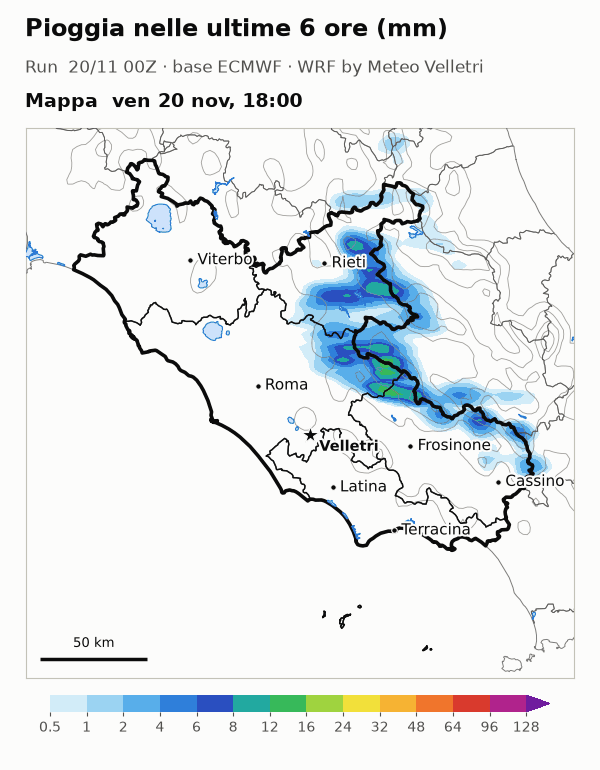 Pioggia nelle ultime 6 ore (mm)
Run  20/11 00Z · base ECMWF · WRF by Meteo Velletri
Mappa  ven 20 nov, 18:00
Viterbo
Rieti
Roma
Velletri
Frosinone
Latina
Cassino
Terracina
50 km
0.5 1 2 4 6 8 12 16 24 32 48 64 96 128